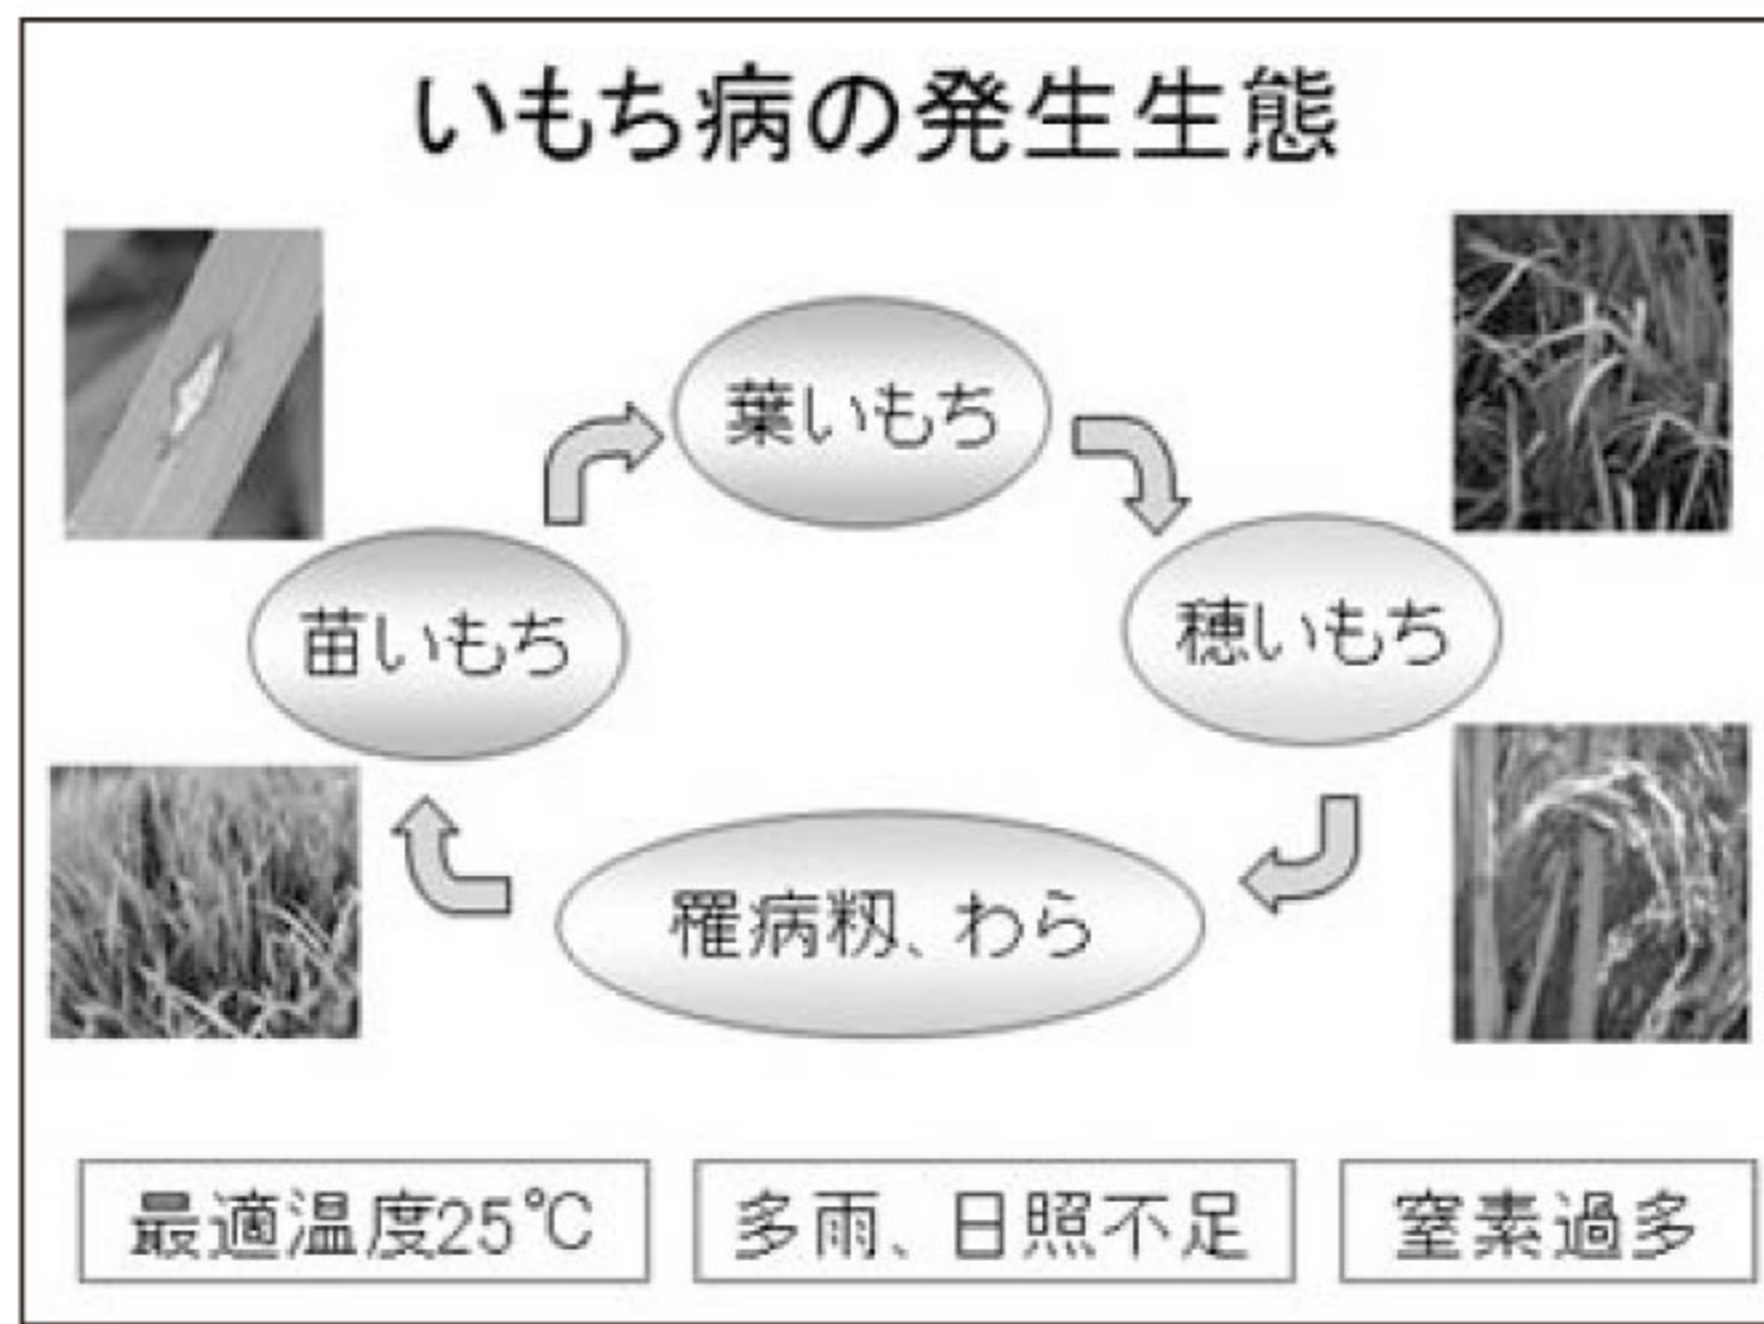 いもち病の発生生態
葉いもち
苗いもち
穂いもち
罹病籾、わら
最適温度25℃
多雨、日照不足
窒素過多